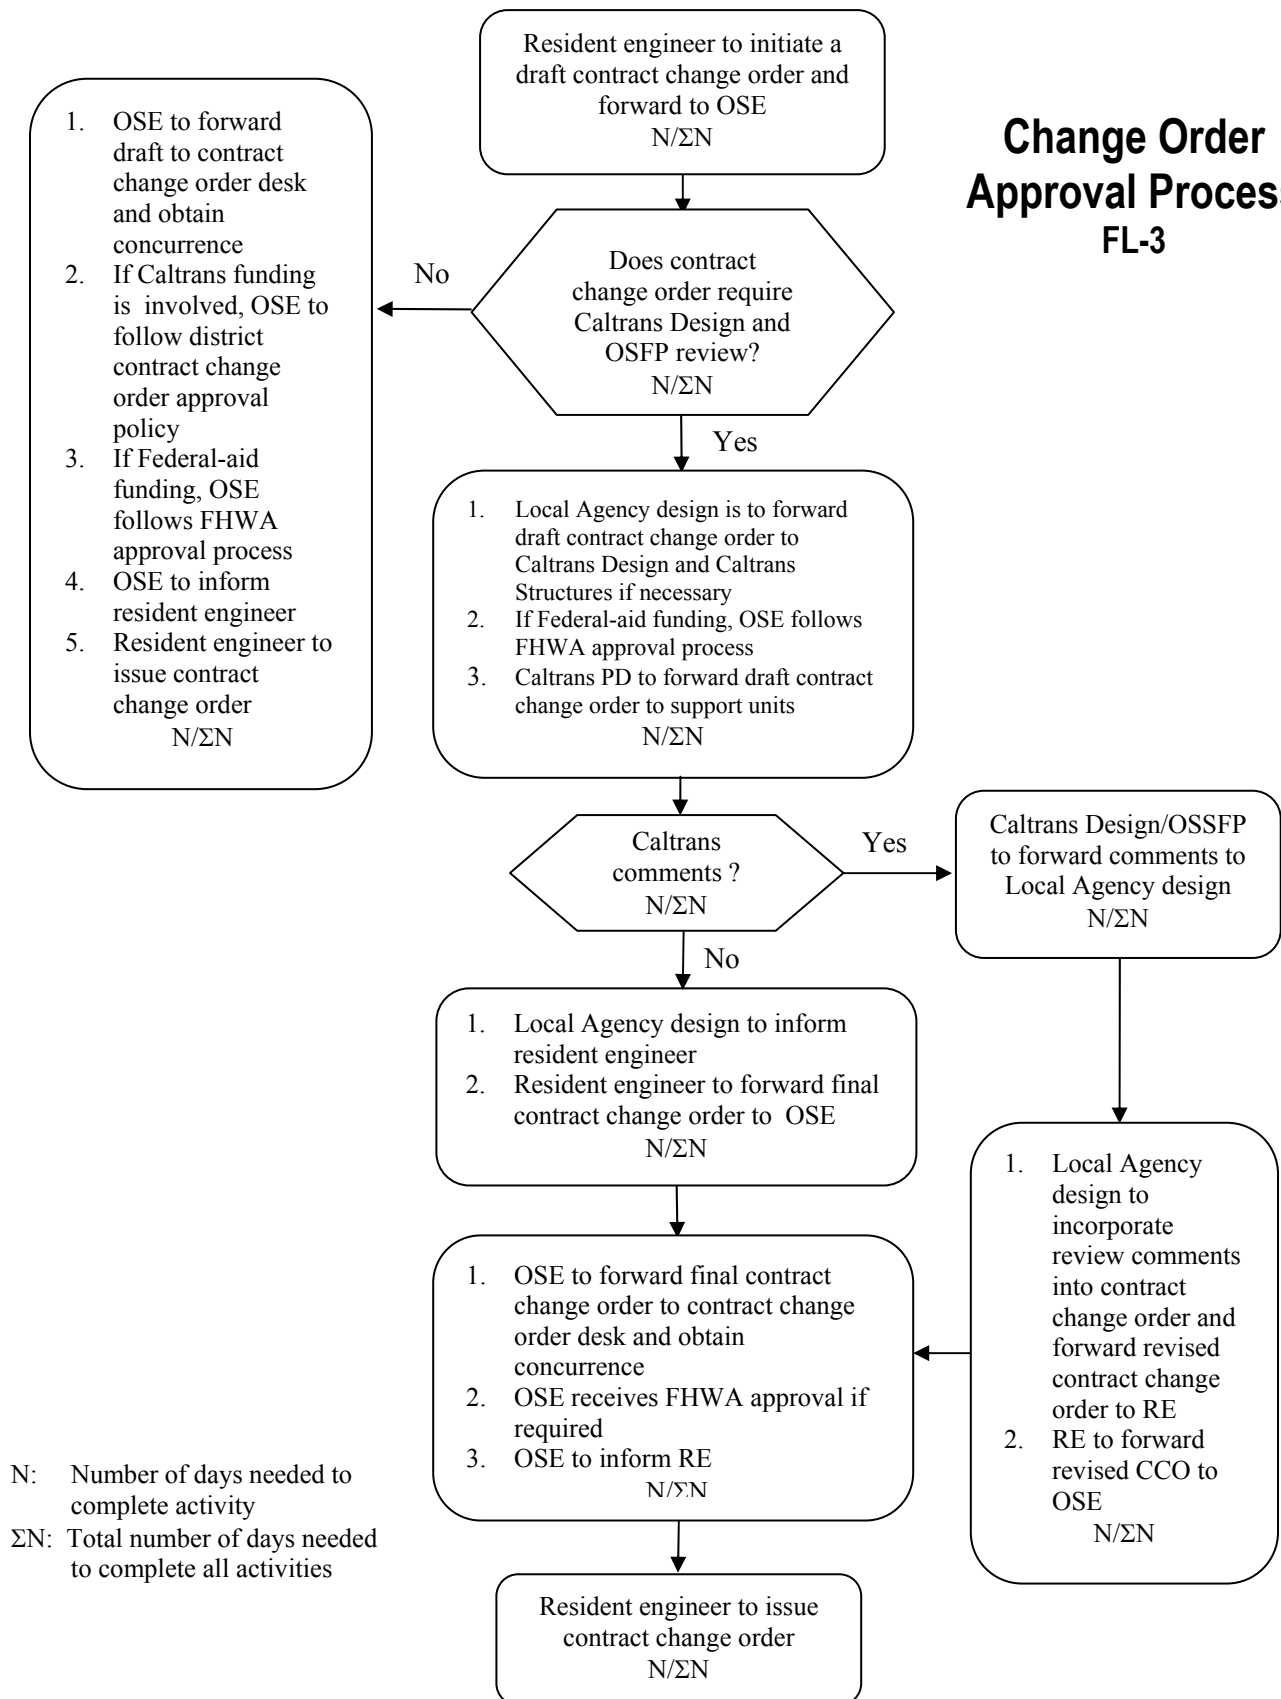 Resident engineer to initiate a
draft contract change order and
forward to OSE
N/ΣN
Change Order
Approval Process
FL-3
1. OSE to forward
draft to contract
change order desk
and obtain
concurrence
2. If Caltrans funding
is involved, OSE to
follow district
contract change
order approval
policy
3. If Federal-aid
funding, OSE
follows FHWA
approval process
4. OSE to inform
resident engineer
5. Resident engineer to
issue contract
change order
N/ΣN
No
Does contract
change order require
Caltrans Design and
OSFP review?
N/ΣN
Yes
1. Local Agency design is to forward
draft contract change order to
Caltrans Design and Caltrans
Structures if necessary
2. If Federal-aid funding, OSE follows
FHWA approval process
3. Caltrans PD to forward draft contract
change order to support units
N/ΣN
Caltrans
comments ?
N/ΣN
Yes
Caltrans Design/OSSFP
to forward comments to
Local Agency design
N/ΣN
No
1. Local Agency design to inform
resident engineer
2. Resident engineer to forward final
contract change order to OSE
N/ΣN
1. Local Agency
design to
incorporate
review comments
into contract
change order and
forward revised
contract change
order to RE
2. RE to forward
revised CCO to
OSE
N/ΣN
1. OSE to forward final contract
change order to contract change
order desk and obtain
concurrence
2. OSE receives FHWA approval if
required
3. OSE to inform RE
N/ΣN
N: Number of days needed to
complete activity
ΣN: Total number of days needed
to complete all activities
Resident engineer to issue
contract change order
N/ΣN